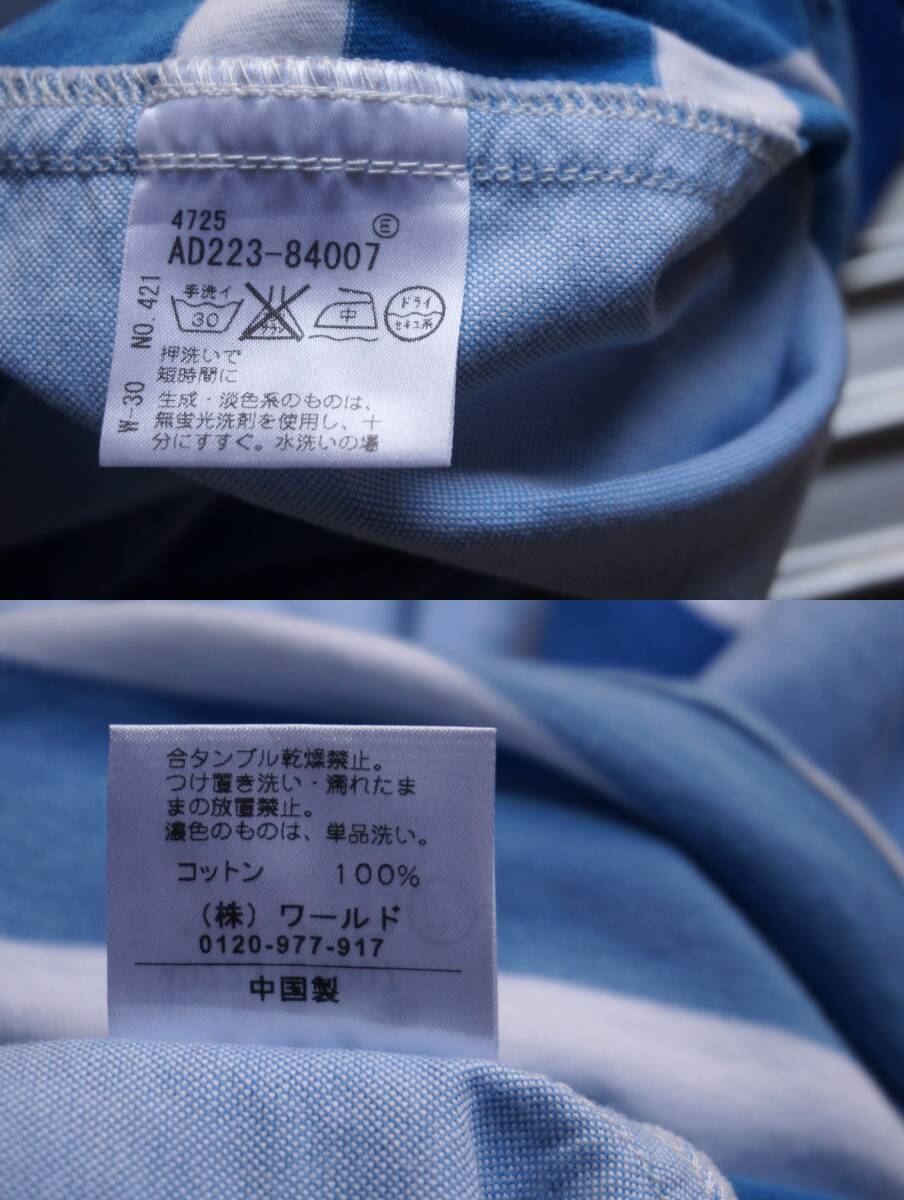 4725
Ⓔ
AD223-84007
手洗イ
30
サラシ
中
ドライ
セキユ系
押洗いで
短時間に
生成・淡色系のものは、
無蛍光洗剤を使用し、十
分にすすぐ。水洗いの場
W-30 NO.421
合タンブル乾燥禁止。
つけ置き洗い・濡れたま
まの放置禁止。
濃色のものは、単品洗い。
コットン 100%
(株)ワールド
0120-977-917
中国製